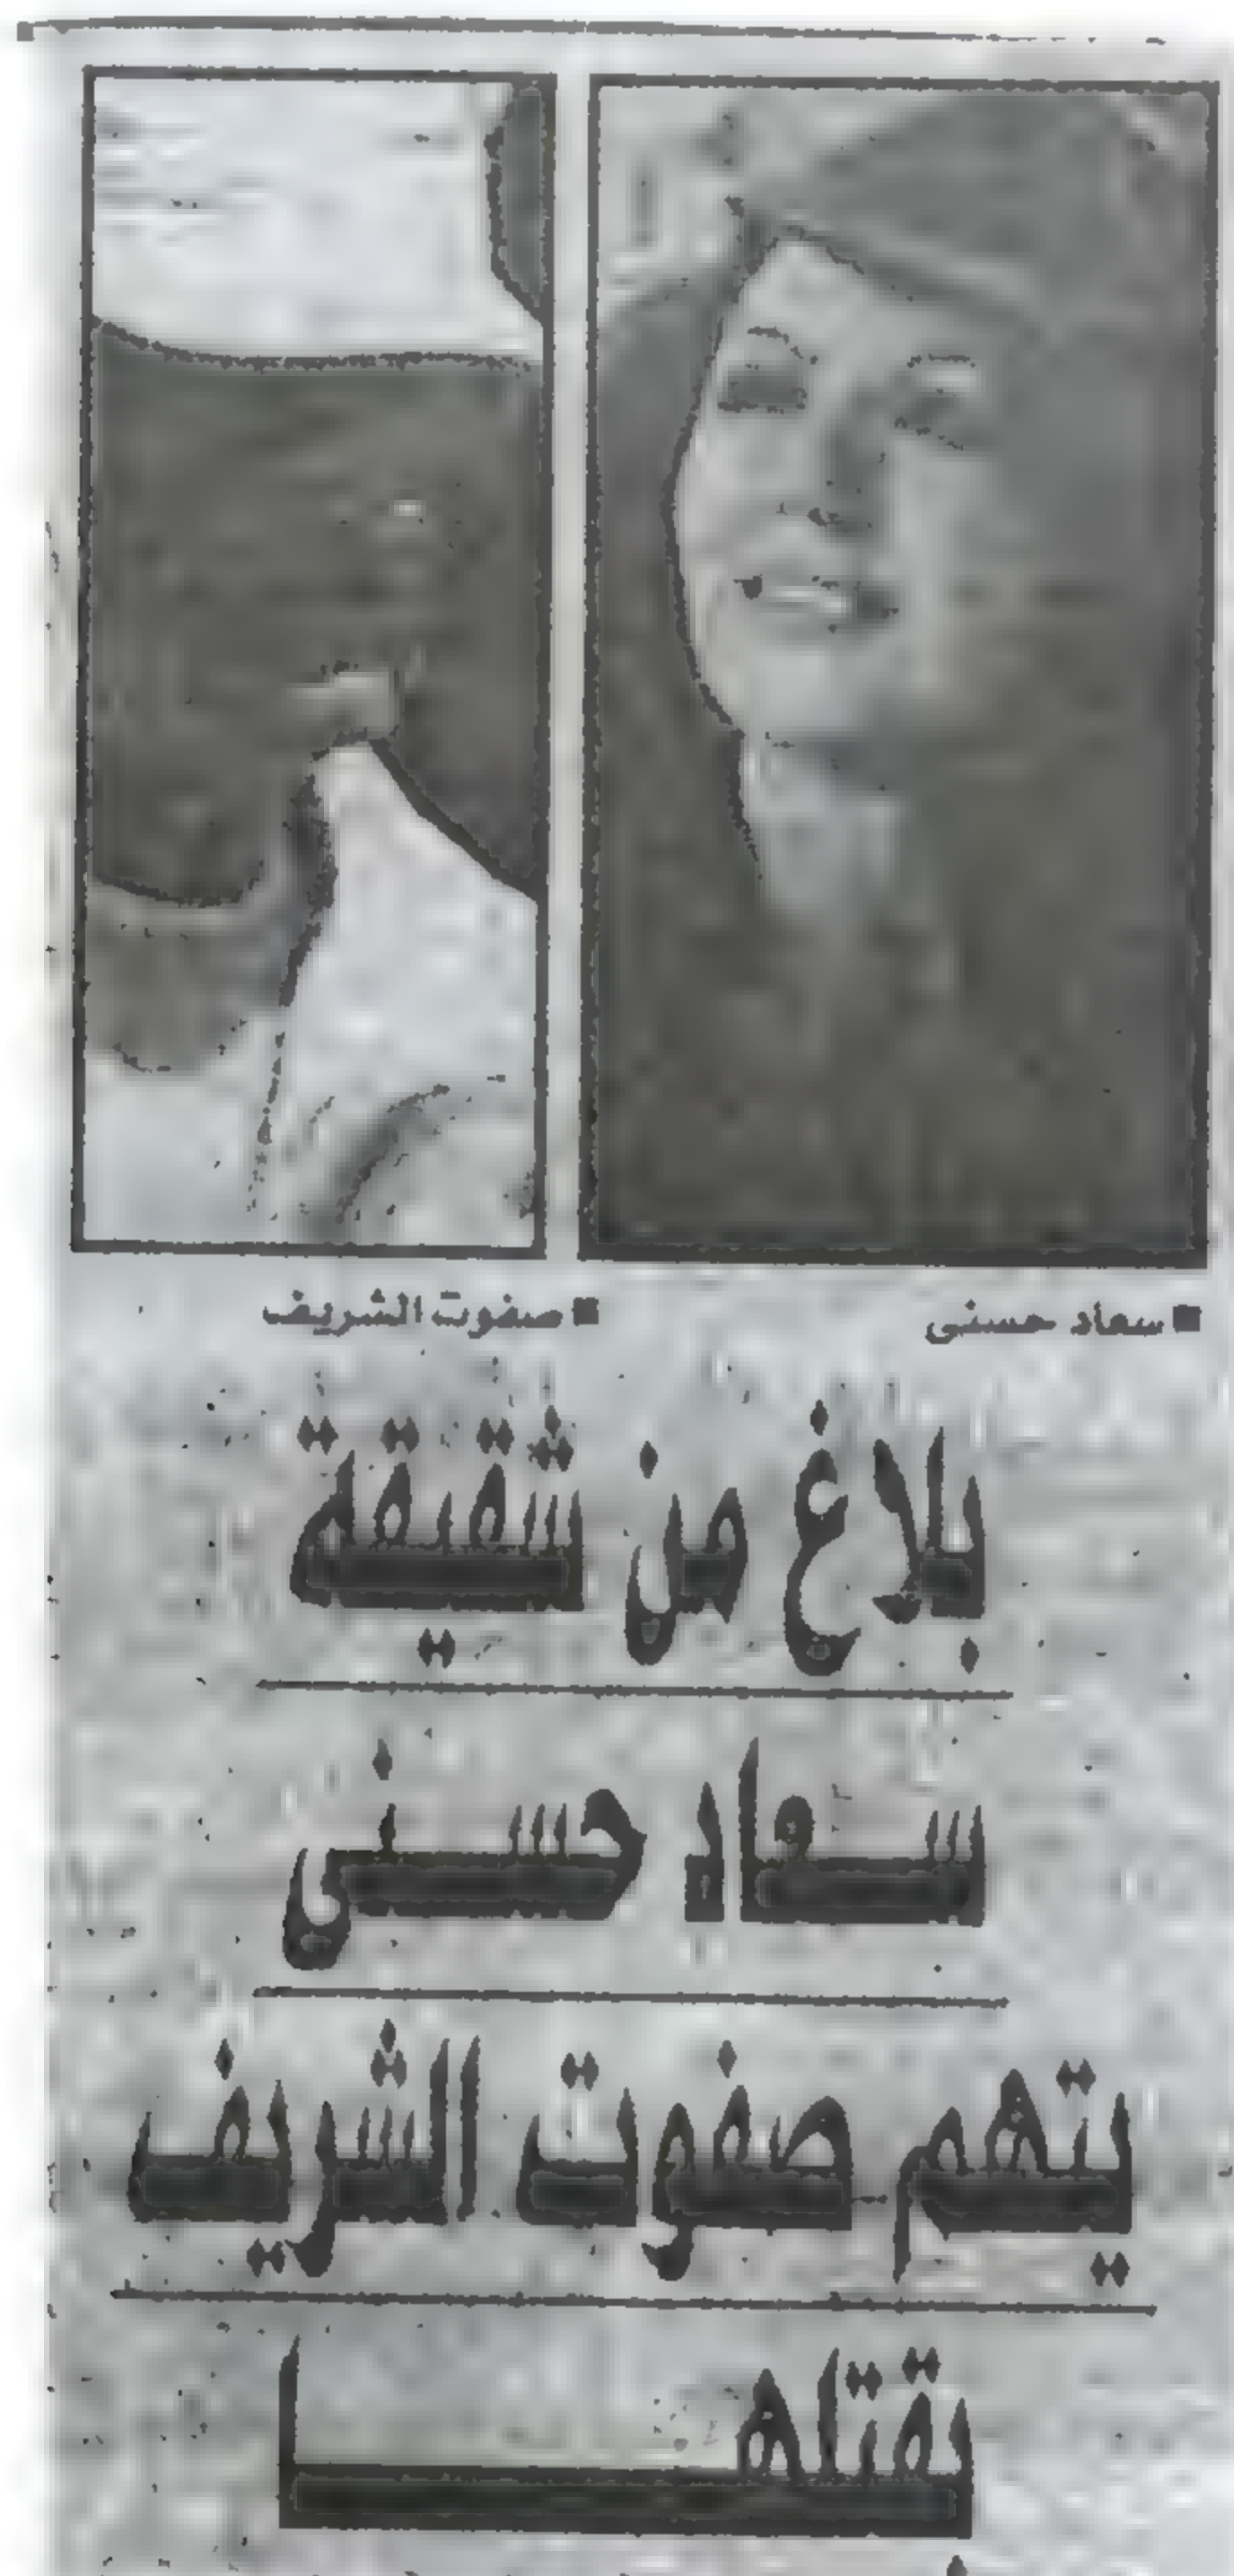 ■ سعاد حسنى
■ صفوت الشريف
بلاغ من شقيقة
سعاد حسنى
يتهم صفوت الشريف
بقتلها